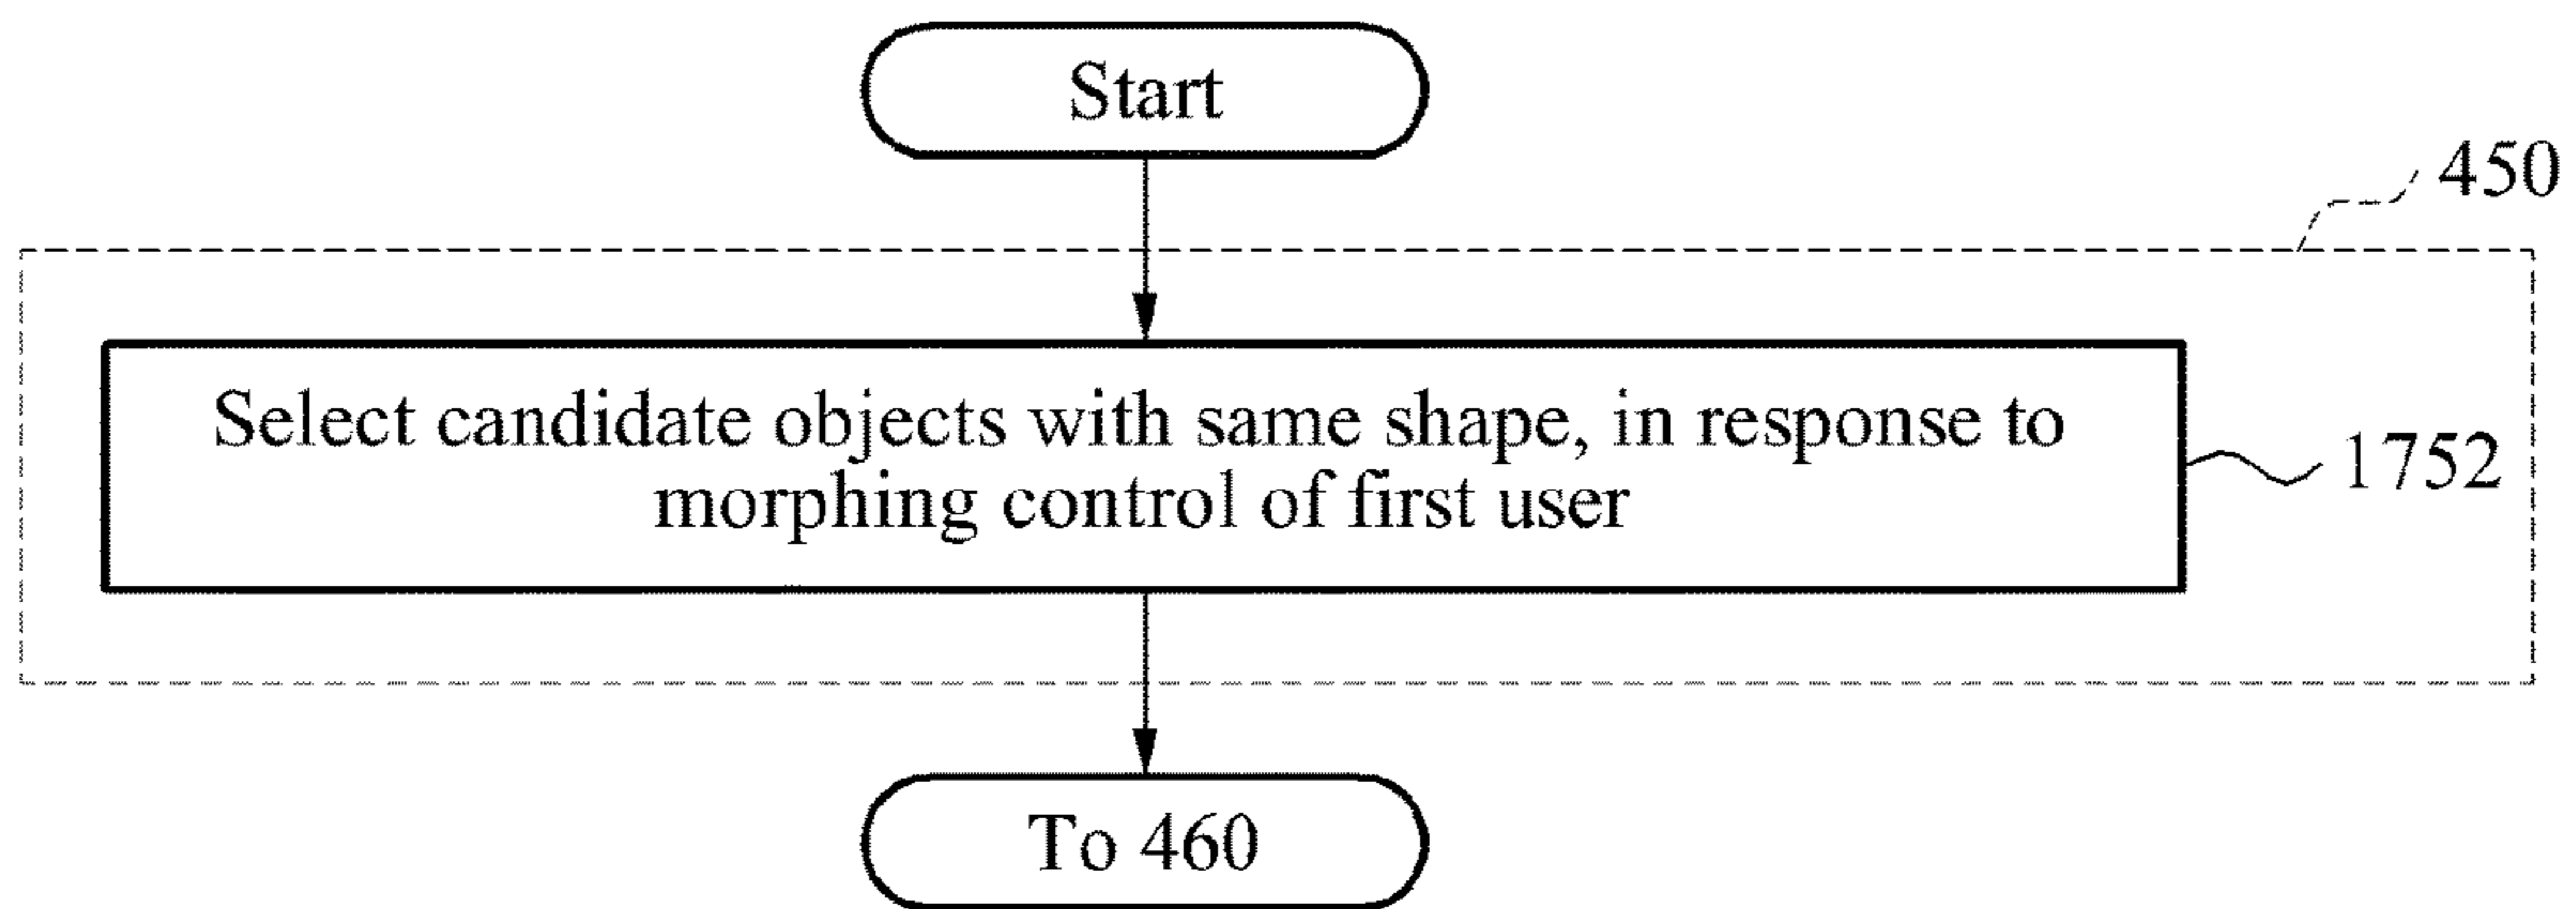 Start
450
Select candidate objects with same shape, in response to
morphing control of first user
1752
To 460